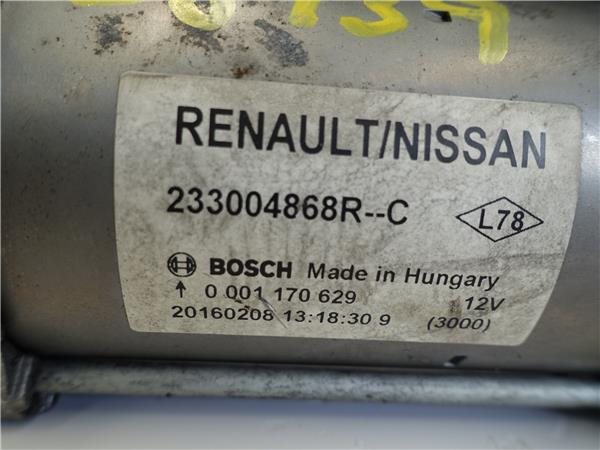 RENAULT/NISSAN
233004868R--C
L78
BOSCH Made in Hungary
↑ 0 001 170 629 12V
20160208 13:18:30 9 (3000)